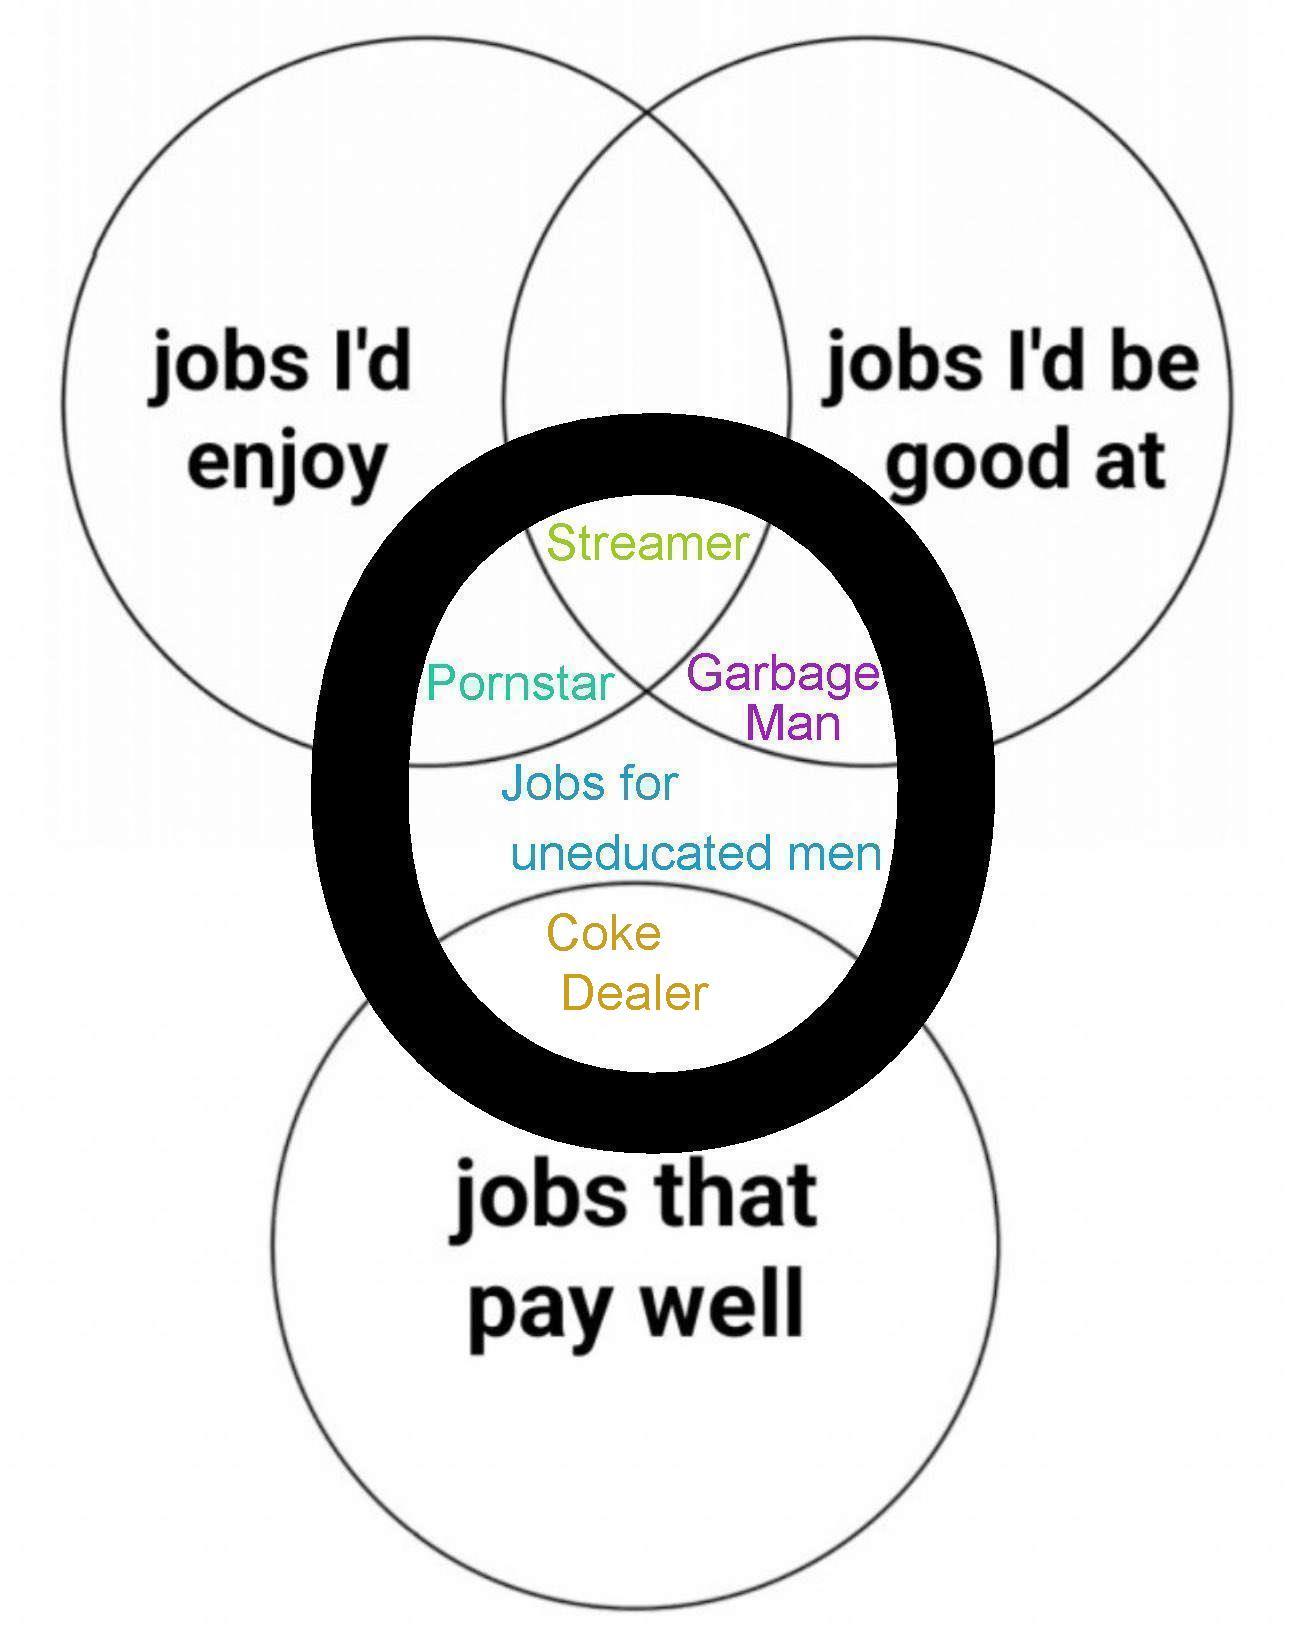 jobs I'd
enjoy
jobs I'd be
good at
Streamer
Pornstar
Garbage
Man
Jobs for
uneducated men
Coke
Dealer
jobs that
pay well